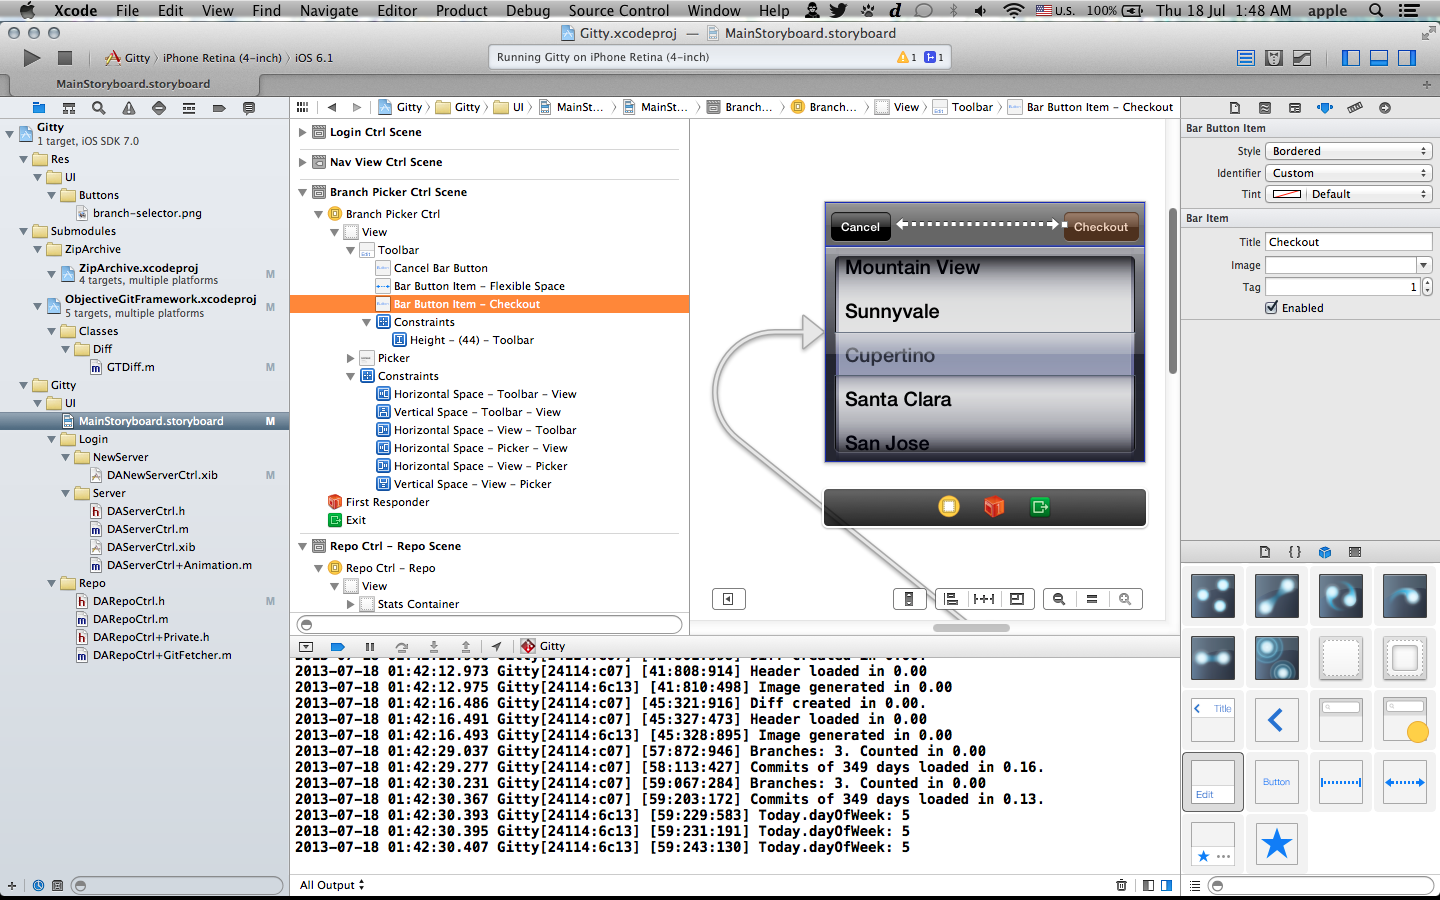 Xcode File Edit View Find Navigate Editor Product Debug Source Control Window Help U.S. 100% Thu 18 Jul 1:48 AM apple
Gitty.xcodeproj — MainStoryboard.storyboard
Gitty iPhone Retina (4-inch) iOS 6.1
Running Gitty on iPhone Retina (4-inch) 1 1
MainStoryboard.storyboard
Gitty
1 target, iOS SDK 7.0
Res
UI
Buttons
branch-selector.png
Submodules
ZipArchive
ZipArchive.xcodeproj M
4 targets, multiple platforms
ObjectiveGitFramework.xcodeproj M
5 targets, multiple platforms
Classes
Diff
GTDiff.m M
Gitty
UI
MainStoryboard.storyboard M
Login
NewServer
DANewServerCtrl.xib M
Server
DAServerCtrl.h
DAServerCtrl.m
DAServerCtrl.xib
DAServerCtrl+Animation.m
Repo
DARepoCtrl.h M
DARepoCtrl.m
DARepoCtrl+Private.h
DARepoCtrl+GitFetcher.m
Gitty Gitty UI MainSt... MainSt... Branch... Branch... View Toolbar Bar Button Item – Checkout
Login Ctrl Scene
Nav View Ctrl Scene
Branch Picker Ctrl Scene
Branch Picker Ctrl
View
Toolbar
Cancel Bar Button
Bar Button Item – Flexible Space
Bar Button Item – Checkout
Constraints
Height – (44) – Toolbar
Picker
Constraints
Horizontal Space – Toolbar – View
Vertical Space – Toolbar – View
Horizontal Space – View – Toolbar
Horizontal Space – Picker – View
Horizontal Space – View – Picker
Vertical Space – View – Picker
First Responder
Exit
Repo Ctrl – Repo Scene
Repo Ctrl – Repo
View
Stats Container
Cancel Checkout
Mountain View
Sunnyvale
Cupertino
Santa Clara
San Jose
Bar Button Item
Style Bordered
Identifier Custom
Tint Default
Bar Item
Title Checkout
Image
Tag 1
Enabled
Title
Edit
Button
Gitty
2013-07-18 01:42:12.973 Gitty[24114:c07] [41:808:914] Header loaded in 0.00
2013-07-18 01:42:12.975 Gitty[24114:6c13] [41:810:498] Image generated in 0.00
2013-07-18 01:42:16.486 Gitty[24114:c07] [45:321:916] Diff created in 0.00.
2013-07-18 01:42:16.491 Gitty[24114:c07] [45:327:473] Header loaded in 0.00
2013-07-18 01:42:16.493 Gitty[24114:6c13] [45:328:895] Image generated in 0.00
2013-07-18 01:42:29.037 Gitty[24114:c07] [57:872:946] Branches: 3. Counted in 0.00
2013-07-18 01:42:29.277 Gitty[24114:c07] [58:113:427] Commits of 349 days loaded in 0.16.
2013-07-18 01:42:30.231 Gitty[24114:c07] [59:067:284] Branches: 3. Counted in 0.00
2013-07-18 01:42:30.367 Gitty[24114:c07] [59:203:172] Commits of 349 days loaded in 0.13.
2013-07-18 01:42:30.393 Gitty[24114:6c13] [59:229:583] Today.dayOfWeek: 5
2013-07-18 01:42:30.395 Gitty[24114:6c13] [59:231:191] Today.dayOfWeek: 5
2013-07-18 01:42:30.407 Gitty[24114:6c13] [59:243:130] Today.dayOfWeek: 5
All Output